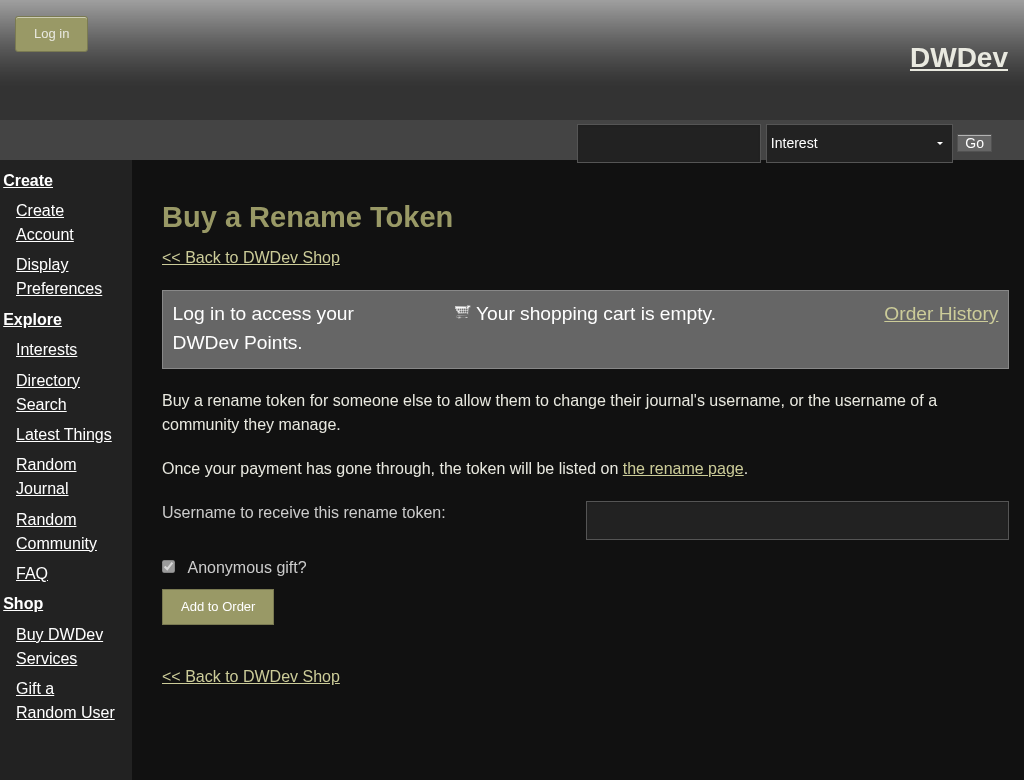 Log in
DWDev
Interest
Go
Create
Create
Account
Display
Preferences
Explore
Interests
Directory
Search
Latest Things
Random
Journal
Random
Community
FAQ
Shop
Buy DWDev
Services
Gift a
Random User
Buy a Rename Token
<< Back to DWDev Shop
Log in to access your
DWDev Points.
Your shopping cart is empty.
Order History
Buy a rename token for someone else to allow them to change their journal's username, or the username of a
community they manage.
Once your payment has gone through, the token will be listed on the rename page.
Username to receive this rename token:
Anonymous gift?
Add to Order
<< Back to DWDev Shop